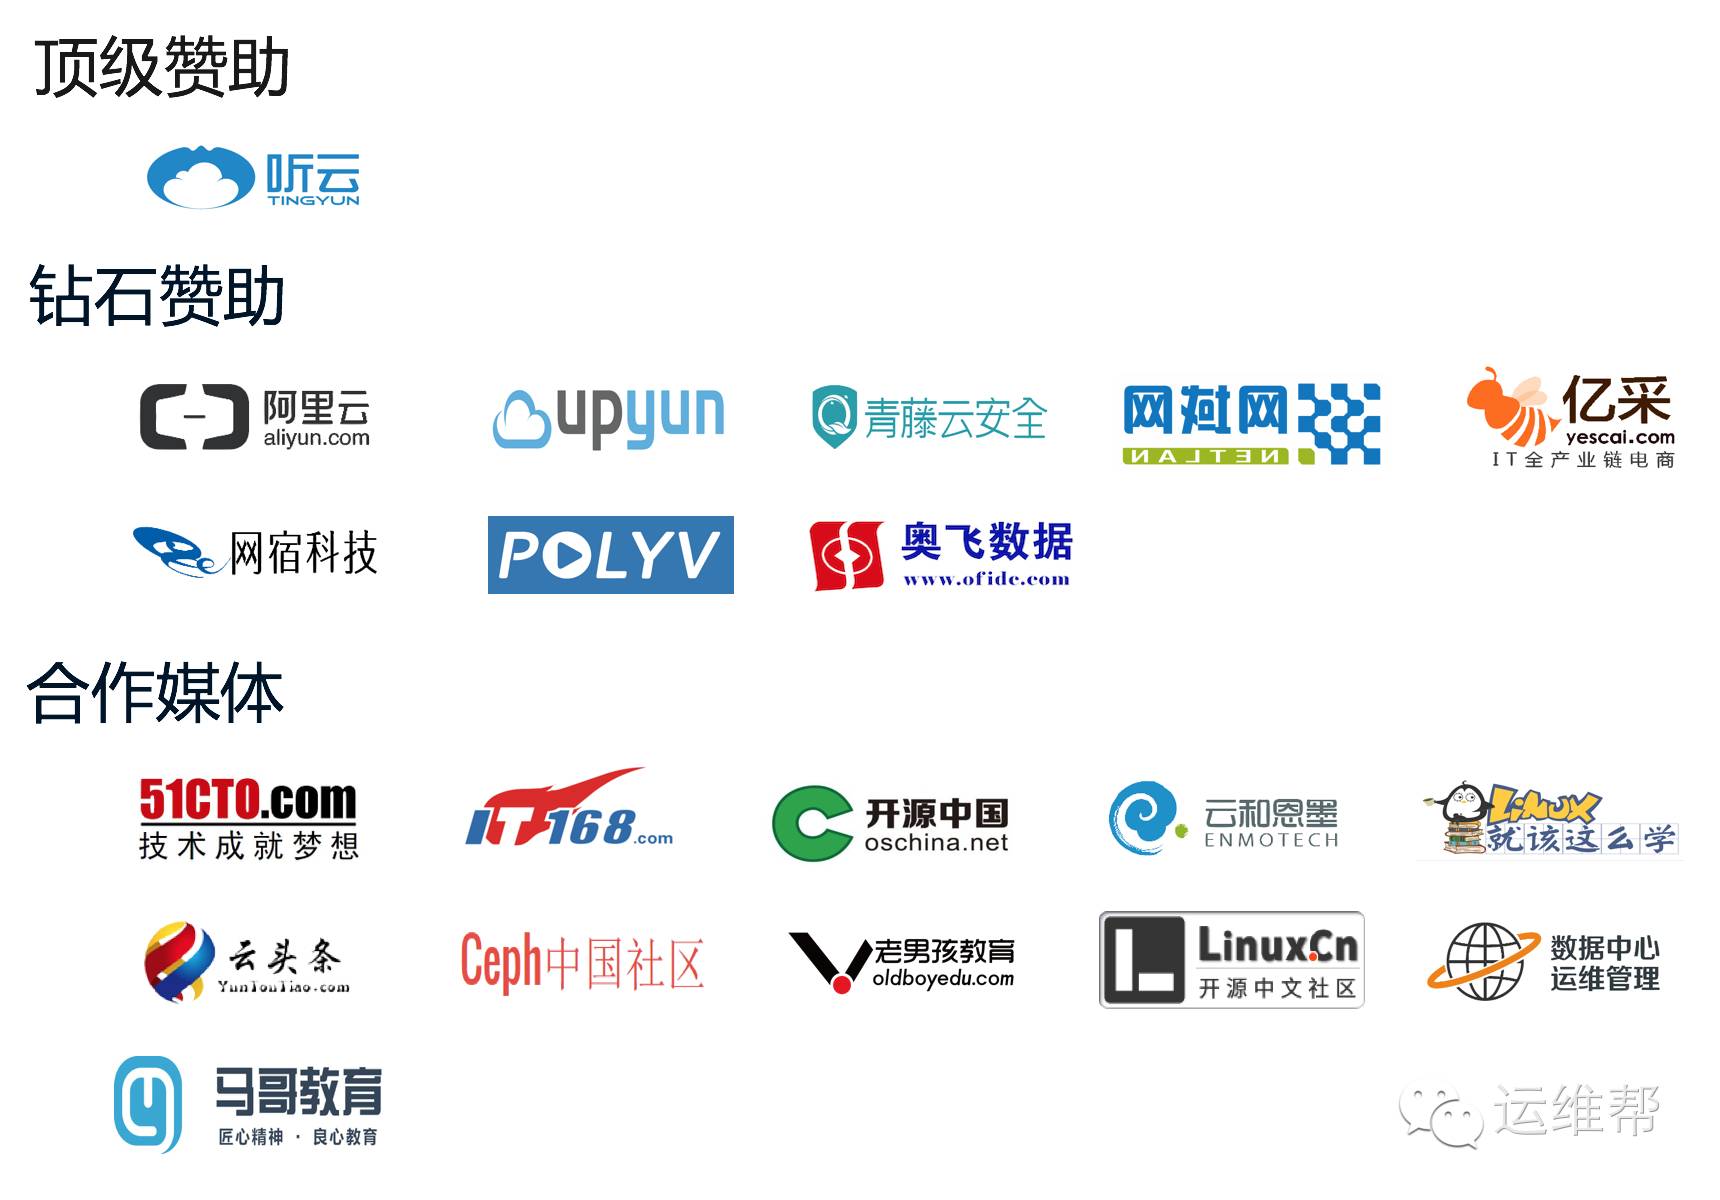 顶级赞助
听云
TINGYUN
钻石赞助
阿里云
aliyun.com
upyun
青藤云安全
NETLAN
亿采
yescai.com
IT全产业链电商
网宿科技
POLYV
奥飞数据
www.ofidc.com
合作媒体
51CTO.com
技术成就梦想
IT168.com
开源中国
oschina.net
云和恩墨
ENMOTECH
LiNUX
就该这么学
云头条
YunTouTiao.com
Ceph中国社区
老男孩教育
oldboyedu.com
Linux.Cn
开源中文社区
数据中心
运维管理
马哥教育
匠心精神 · 良心教育
运维帮